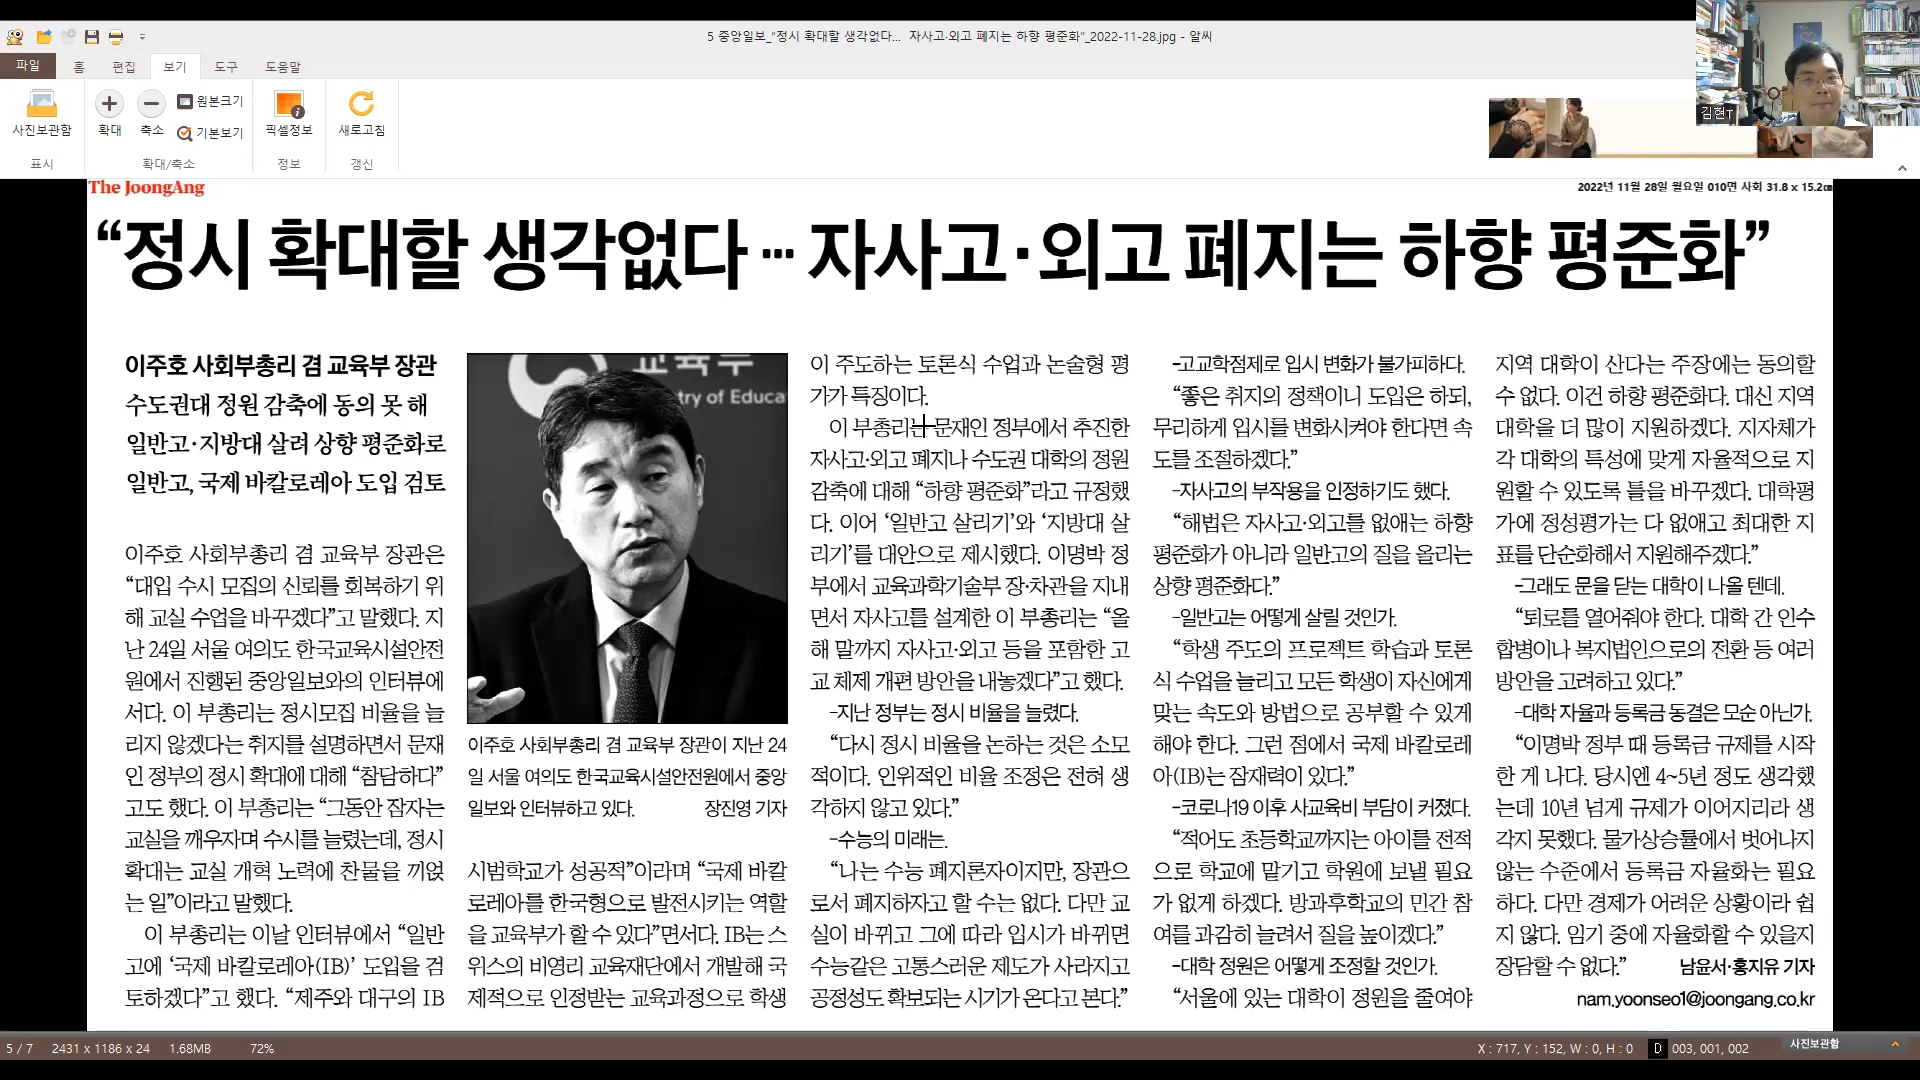 5 중앙일보_“정시 확대할 생각없다... 자사고·외고 폐지는 하향 평준화”_2022-11-28.jpg - 알씨
파일
홈
편집
보기
도구
도움말
사진보관함
확대
축소
원본크기
기본보기
픽셀정보
새로고침
표시
확대/축소
정보
갱신
김현T
The JoongAng
2022년 11월 28일 월요일 010면 사회 31.8 x 15.2㎝
“정시 확대할 생각없다 … 자사고·외고 폐지는 하향 평준화”
이주호 사회부총리 겸 교육부 장관
수도권대 정원 감축에 동의 못 해
일반고·지방대 살려 상향 평준화로
일반고, 국제 바칼로레아 도입 검토
이주호 사회부총리 겸 교육부 장관은
“대입 수시 모집의 신뢰를 회복하기 위
해 교실 수업을 바꾸겠다”고 말했다. 지
난 24일 서울 여의도 한국교육시설안전
원에서 진행된 중앙일보와의 인터뷰에
서다. 이 부총리는 정시모집 비율을 늘
리지 않겠다는 취지를 설명하면서 문재
인 정부의 정시 확대에 대해 “참담하다”
고도 했다. 이 부총리는 “그동안 잠자는
교실을 깨우자며 수시를 늘렸는데, 정시
확대는 교실 개혁 노력에 찬물을 끼얹
는 일”이라고 말했다.
이 부총리는 이날 인터뷰에서 “일반
고에 ‘국제 바칼로레아(IB)’ 도입을 검
토하겠다”고 했다. “제주와 대구의 IB
교육부
try of Educa
이주호 사회부총리 겸 교육부 장관이 지난 24
일 서울 여의도 한국교육시설안전원에서 중앙
일보와 인터뷰하고 있다. 장진영 기자
시범학교가 성공적”이라며 “국제 바칼
로레아를 한국형으로 발전시키는 역할
을 교육부가 할 수 있다”면서다. IB는 스
위스의 비영리 교육재단에서 개발해 국
제적으로 인정받는 교육과정으로 학생
이 주도하는 토론식 수업과 논술형 평
가가 특징이다.
이 부총리는 문재인 정부에서 추진한
자사고·외고 폐지나 수도권 대학의 정원
감축에 대해 “하향 평준화”라고 규정했
다. 이어 ‘일반고 살리기’와 ‘지방대 살
리기’를 대안으로 제시했다. 이명박 정
부에서 교육과학기술부 장·차관을 지내
면서 자사고를 설계한 이 부총리는 “올
해 말까지 자사고·외고 등을 포함한 고
교 체제 개편 방안을 내놓겠다”고 했다.
-지난 정부는 정시 비율을 늘렸다.
“다시 정시 비율을 논하는 것은 소모
적이다. 인위적인 비율 조정은 전혀 생
각하지 않고 있다.”
-수능의 미래는.
“나는 수능 폐지론자이지만, 장관으
로서 폐지하자고 할 수는 없다. 다만 교
실이 바뀌고 그에 따라 입시가 바뀌면
수능같은 고통스러운 제도가 사라지고
공정성도 확보되는 시기가 온다고 본다.”
-고교학점제로 입시 변화가 불가피하다.
“좋은 취지의 정책이니 도입은 하되,
무리하게 입시를 변화시켜야 한다면 속
도를 조절하겠다.”
-자사고의 부작용을 인정하기도 했다.
“해법은 자사고·외고를 없애는 하향
평준화가 아니라 일반고의 질을 올리는
상향 평준화다.”
-일반고는 어떻게 살릴 것인가.
“학생 주도의 프로젝트 학습과 토론
식 수업을 늘리고 모든 학생이 자신에게
맞는 속도와 방법으로 공부할 수 있게
해야 한다. 그런 점에서 국제 바칼로레
아(IB)는 잠재력이 있다.”
-코로나19 이후 사교육비 부담이 커졌다.
“적어도 초등학교까지는 아이를 전적
으로 학교에 맡기고 학원에 보낼 필요
가 없게 하겠다. 방과후학교의 민간 참
여를 과감히 늘려서 질을 높이겠다.”
-대학 정원은 어떻게 조정할 것인가.
“서울에 있는 대학이 정원을 줄여야
지역 대학이 산다는 주장에는 동의할
수 없다. 이건 하향 평준화다. 대신 지역
대학을 더 많이 지원하겠다. 지자체가
각 대학의 특성에 맞게 자율적으로 지
원할 수 있도록 틀을 바꾸겠다. 대학평
가에 정성평가는 다 없애고 최대한 지
표를 단순화해서 지원해주겠다.”
-그래도 문을 닫는 대학이 나올 텐데.
“퇴로를 열어줘야 한다. 대학 간 인수
합병이나 복지법인으로의 전환 등 여러
방안을 고려하고 있다.”
-대학 자율과 등록금 동결은 모순 아닌가.
“이명박 정부 때 등록금 규제를 시작
한 게 나다. 당시엔 4~5년 정도 생각했
는데 10년 넘게 규제가 이어지리라 생
각지 못했다. 물가상승률에서 벗어나지
않는 수준에서 등록금 자율화는 필요
하다. 다만 경제가 어려운 상황이라 쉽
지 않다. 임기 중에 자율화할 수 있을지
장담할 수 없다.” 남윤서·홍지유 기자
nam.yoonseo1@joongang.co.kr
5 / 7 2431 x 1186 x 24 1.68MB 72% X : 717, Y : 152, W : 0, H : 0 D 003, 001, 002 사진보관함